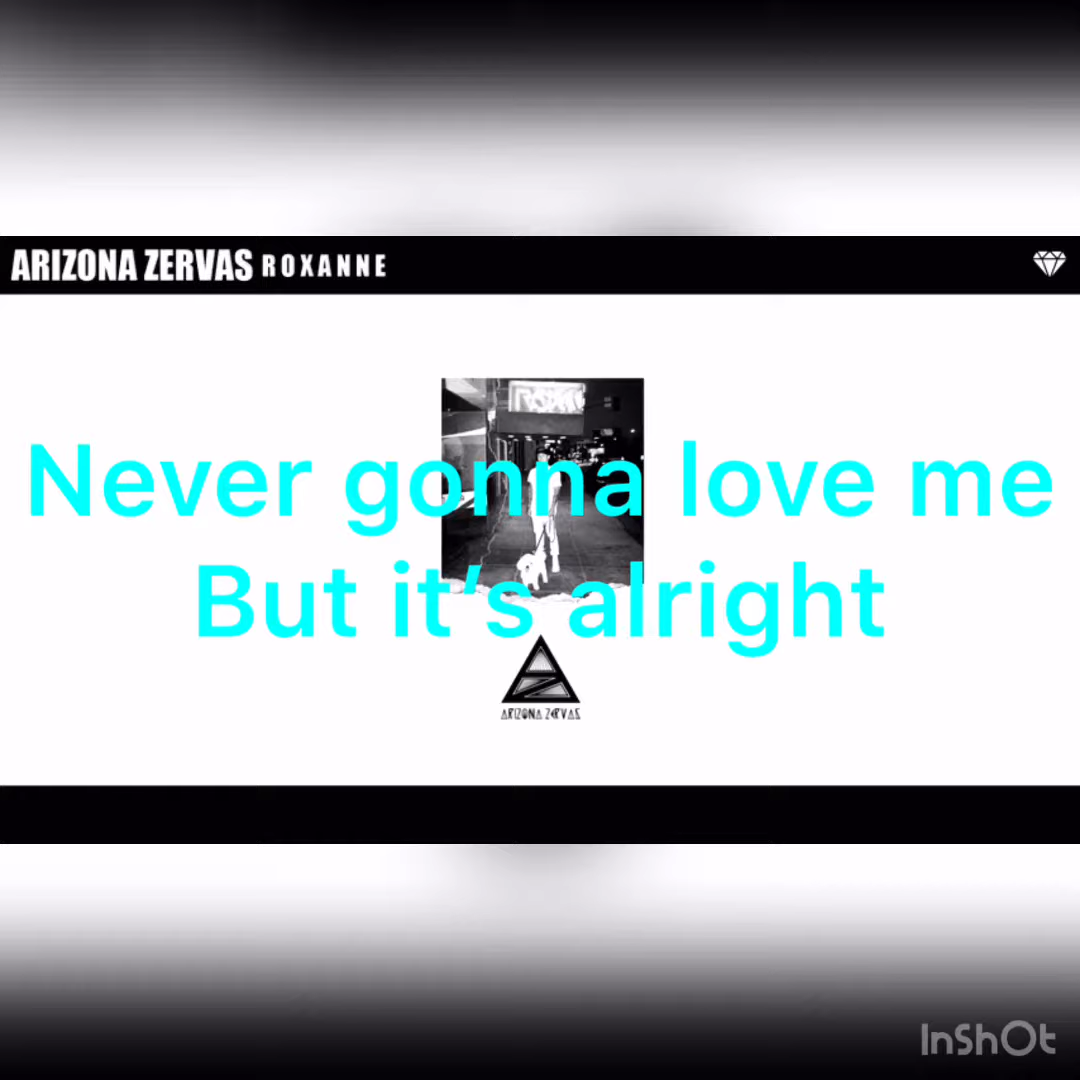 ARIZONA ZERVAS ROXANNE
Never gonna love me
But it's alright
ARIZONA ZERVAS
InShOt